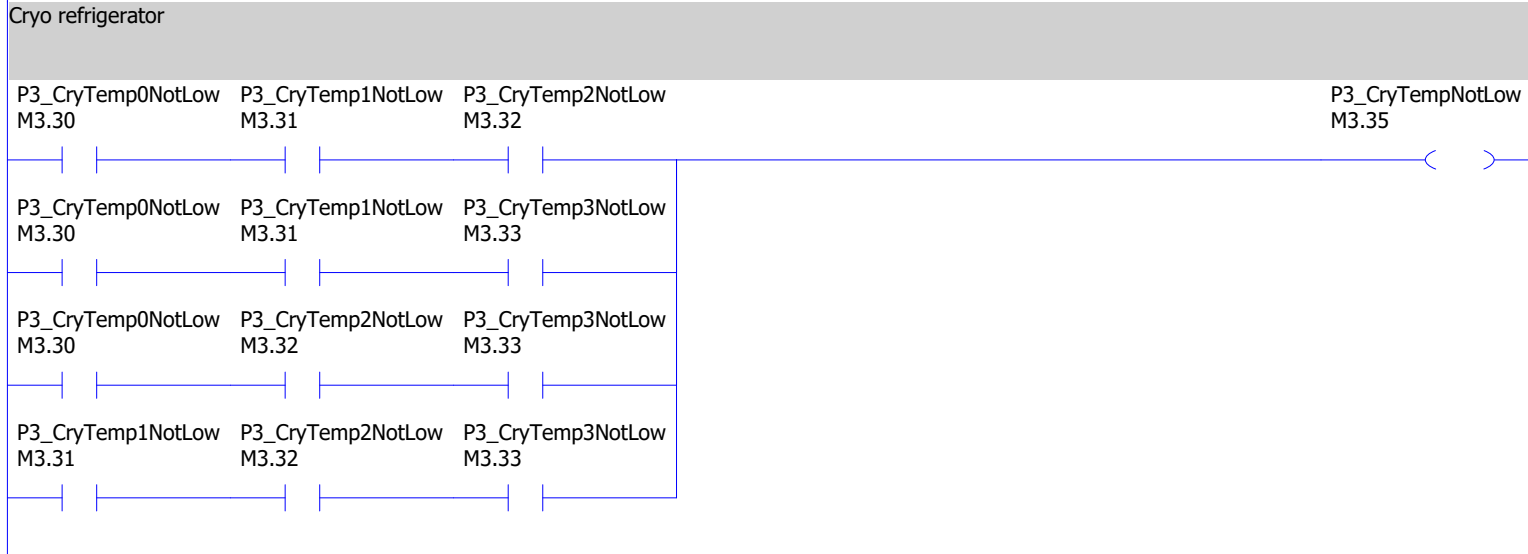 Cryo refrigerator
P3_CryTemp0NotLow P3_CryTemp1NotLow P3_CryTemp2NotLow P3_CryTempNotLow
M3.30 M3.31 M3.32 M3.35
P3_CryTemp0NotLow P3_CryTemp1NotLow P3_CryTemp3NotLow
M3.30 M3.31 M3.33
P3_CryTemp0NotLow P3_CryTemp2NotLow P3_CryTemp3NotLow
M3.30 M3.32 M3.33
P3_CryTemp1NotLow P3_CryTemp2NotLow P3_CryTemp3NotLow
M3.31 M3.32 M3.33